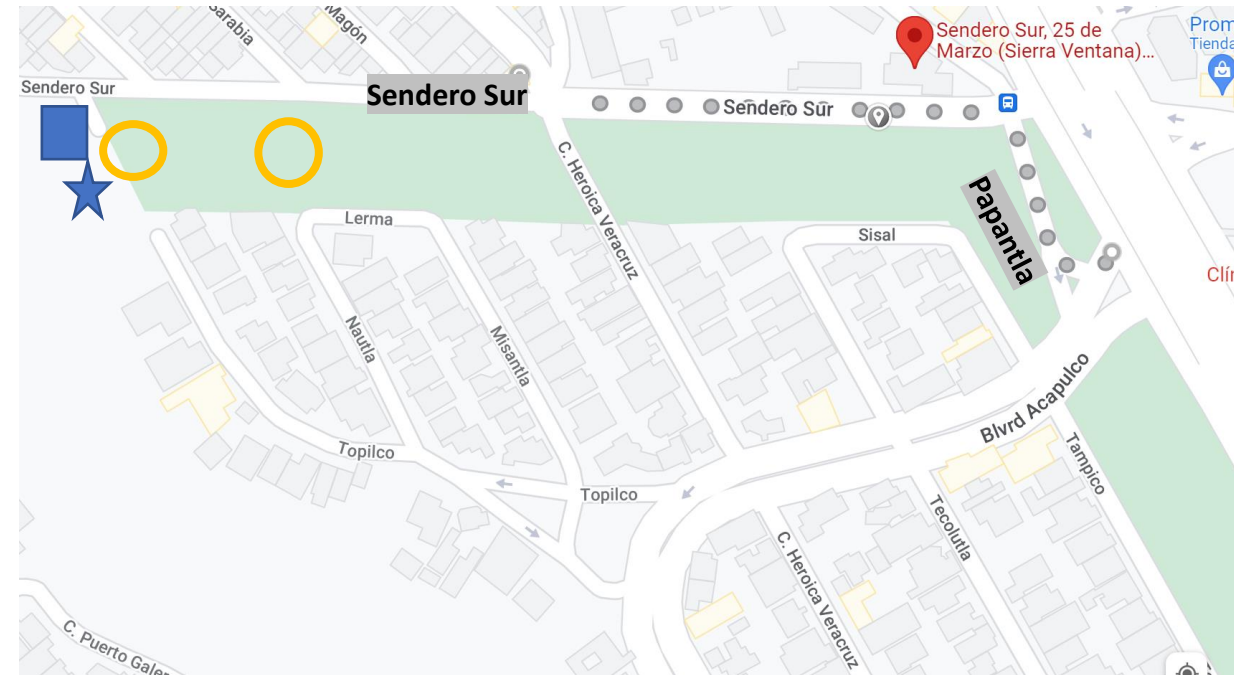 Sarabia
Magón
Sendero Sur, 25 de
Marzo (Sierra Ventana)...
Prom
Tienda
Sendero Sur
Sendero Sur
Sendero Sur
C. Heroica Veracruz
Papantla
Lerma
Sisal
Clín
Nautla
Misantla
Blvrd Acapulco
Topilco
Tampico
Topilco
Tecolutla
C. Heroica Veracruz
C. Puerto Galer